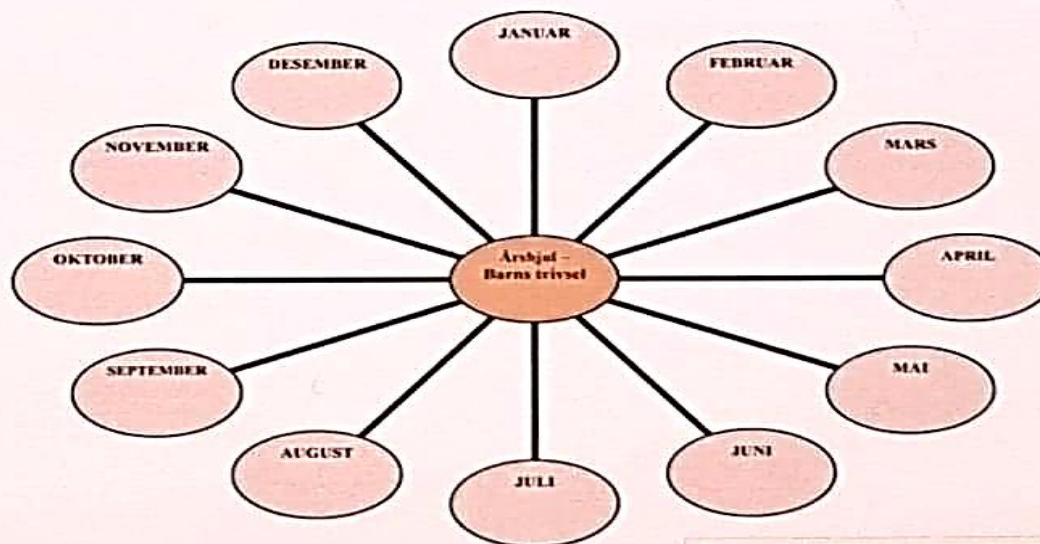 JANUAR
FEBRUAR
MARS
APRIL
MAI
JUNI
JULI
AUGUST
SEPTEMBER
OKTOBER
NOVEMBER
DESEMBER
Årshjul –
Barns trivsel